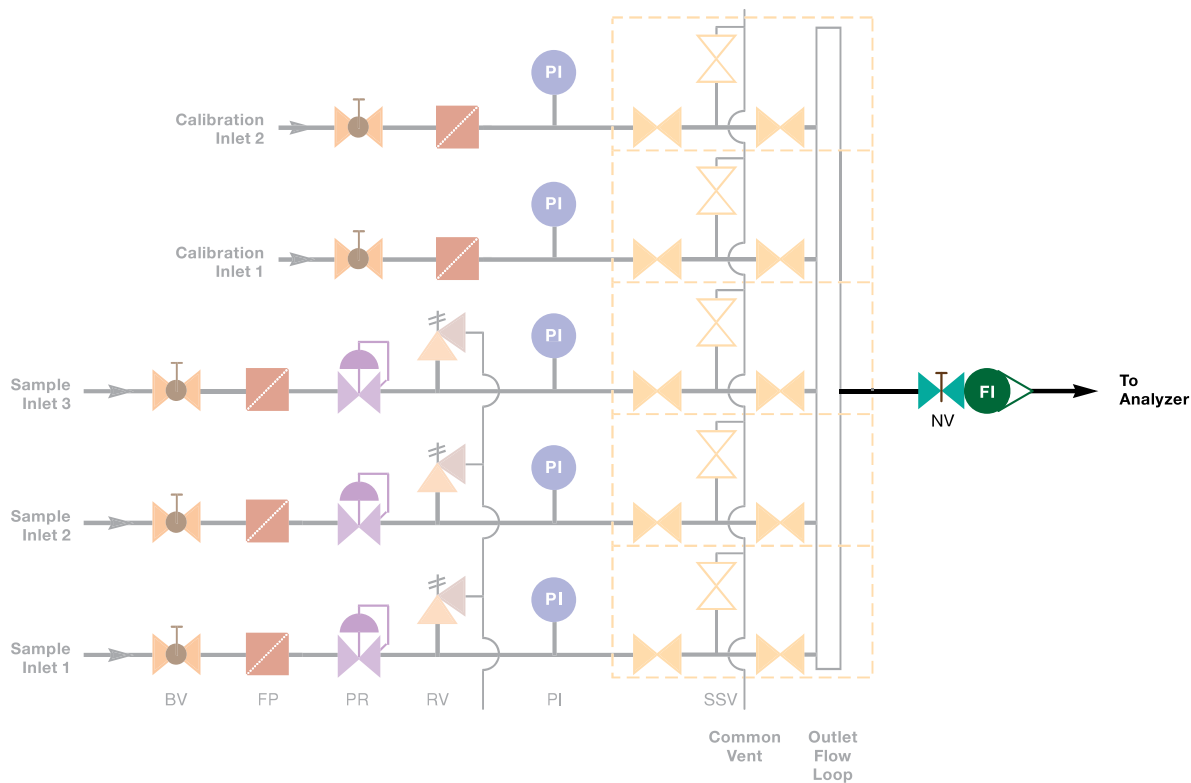 PI
Calibration
Inlet 2
PI
Calibration
Inlet 1
PI
Sample
Inlet 3
FI
To
Analyzer
NV
PI
Sample
Inlet 2
PI
Sample
Inlet 1
BV FP PR RV PI SSV
Common
Vent
Outlet
Flow
Loop